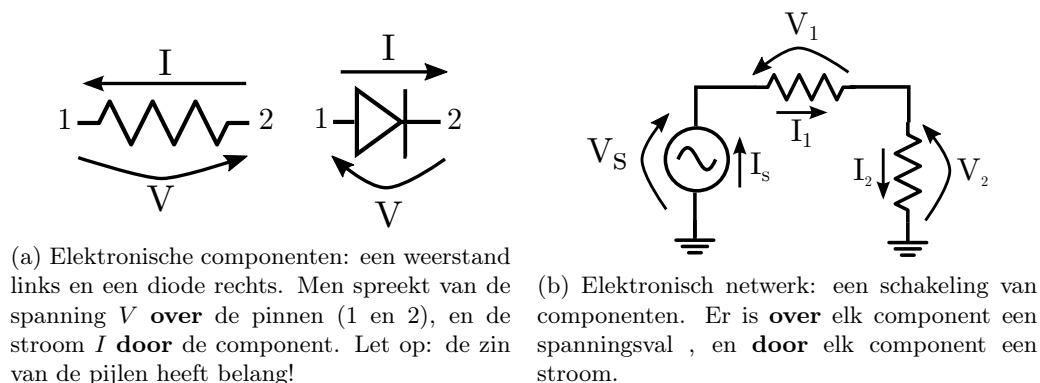 I
1
2
V
I
1
2
V
V1
I1
VS
Is
I2
V2
(a) Elektronische componenten: een weerstand
links en een diode rechts. Men spreekt van de
spanning V over de pinnen (1 en 2), en de
stroom I door de component. Let op: de zin
van de pijlen heeft belang!
(b) Elektronisch netwerk: een schakeling van
componenten. Er is over elk component een
spanningsval , en door elk component een
stroom.